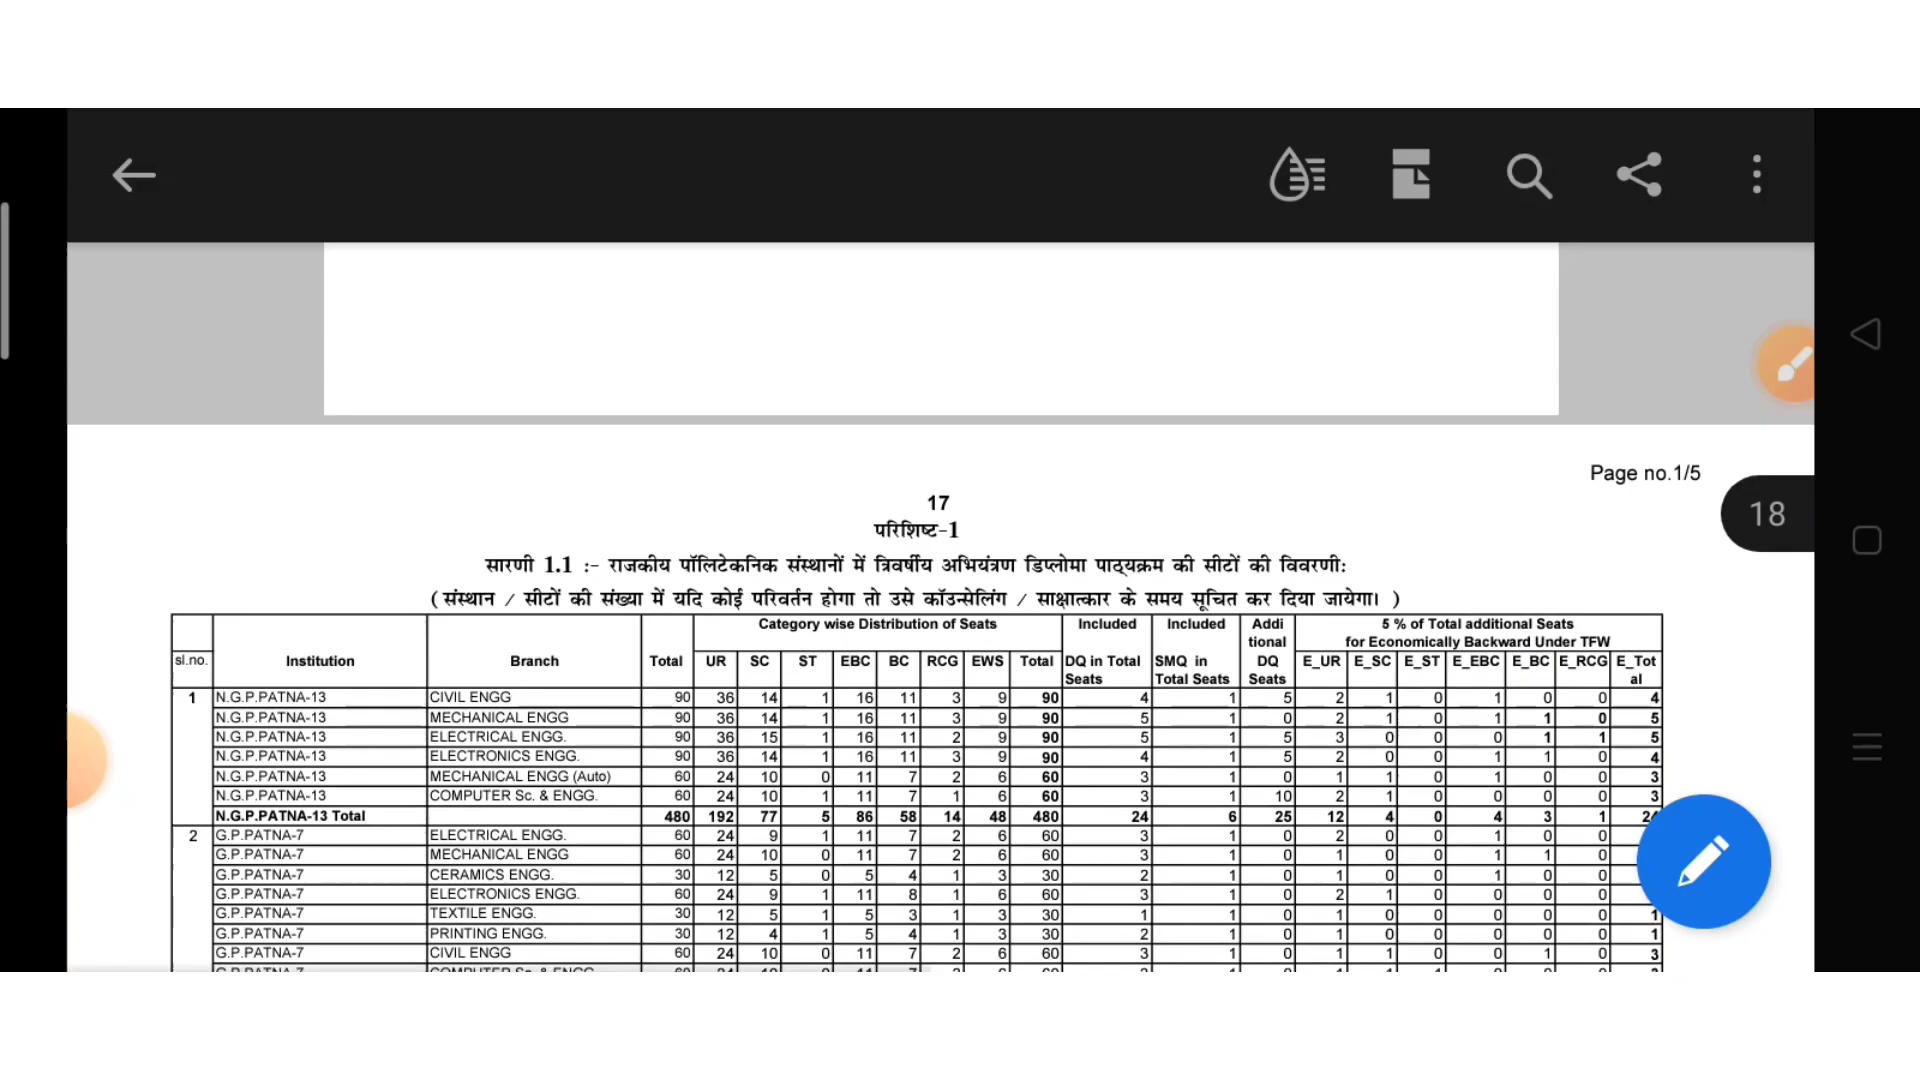 Page no.1/5
17
18
परिशिष्ट-1
सारणी 1.1 :- राजकीय पॉलिटेकनिक संस्थानों में त्रिवर्षीय अभियंत्रण डिप्लोमा पाठ्यक्रम की सीटों की विवरणी:
( संस्थान / सीटों की संख्या में यदि कोई परिवर्तन होगा तो उसे कॉउन्सेलिंग / साक्षात्कार के समय सूचित कर दिया जायेगा। )
Category wise Distribution of Seats Included Included Addi 5 % of Total additional Seats
tional for Economically Backward Under TFW
sl.no. Institution Branch Total UR SC ST EBC BC RCG EWS Total DQ in Total SMQ in DQ E_UR E_SC E_ST E_EBC E_BC E_RCG E_Tot
Seats Total Seats Seats al
1 N.G.P.PATNA-13 CIVIL ENGG 90 36 14 1 16 11 3 9 90 4 1 5 2 1 0 1 0 0 4
N.G.P.PATNA-13 MECHANICAL ENGG 90 36 14 1 16 11 3 9 90 5 1 0 2 1 0 1 1 0 5
N.G.P.PATNA-13 ELECTRICAL ENGG. 90 36 15 1 16 11 2 9 90 5 1 5 3 0 0 0 1 1 5
N.G.P.PATNA-13 ELECTRONICS ENGG. 90 36 14 1 16 11 3 9 90 4 1 5 2 0 0 1 1 0 4
N.G.P.PATNA-13 MECHANICAL ENGG (Auto) 60 24 10 0 11 7 2 6 60 3 1 0 1 1 0 1 0 0 3
N.G.P.PATNA-13 COMPUTER Sc. & ENGG. 60 24 10 1 11 7 1 6 60 3 1 10 2 1 0 0 0 0 3
N.G.P.PATNA-13 Total 480 192 77 5 86 58 14 48 480 24 6 25 12 4 0 4 3 1 24
2 G.P.PATNA-7 ELECTRICAL ENGG. 60 24 9 1 11 7 2 6 60 3 1 0 2 0 0 1 0 0
G.P.PATNA-7 MECHANICAL ENGG 60 24 10 0 11 7 2 6 60 3 1 0 1 0 0 1 1 0
G.P.PATNA-7 CERAMICS ENGG. 30 12 5 0 5 4 1 3 30 2 1 0 1 0 0 1 0 0
G.P.PATNA-7 ELECTRONICS ENGG. 60 24 9 1 11 8 1 6 60 3 1 0 2 1 0 0 0 0
G.P.PATNA-7 TEXTILE ENGG. 30 12 5 1 5 3 1 3 30 1 1 0 1 0 0 0 0 0 1
G.P.PATNA-7 PRINTING ENGG. 30 12 4 1 5 4 1 3 30 2 1 0 1 0 0 0 0 0 1
G.P.PATNA-7 CIVIL ENGG 60 24 10 0 11 7 2 6 60 3 1 0 1 1 0 0 1 0 3